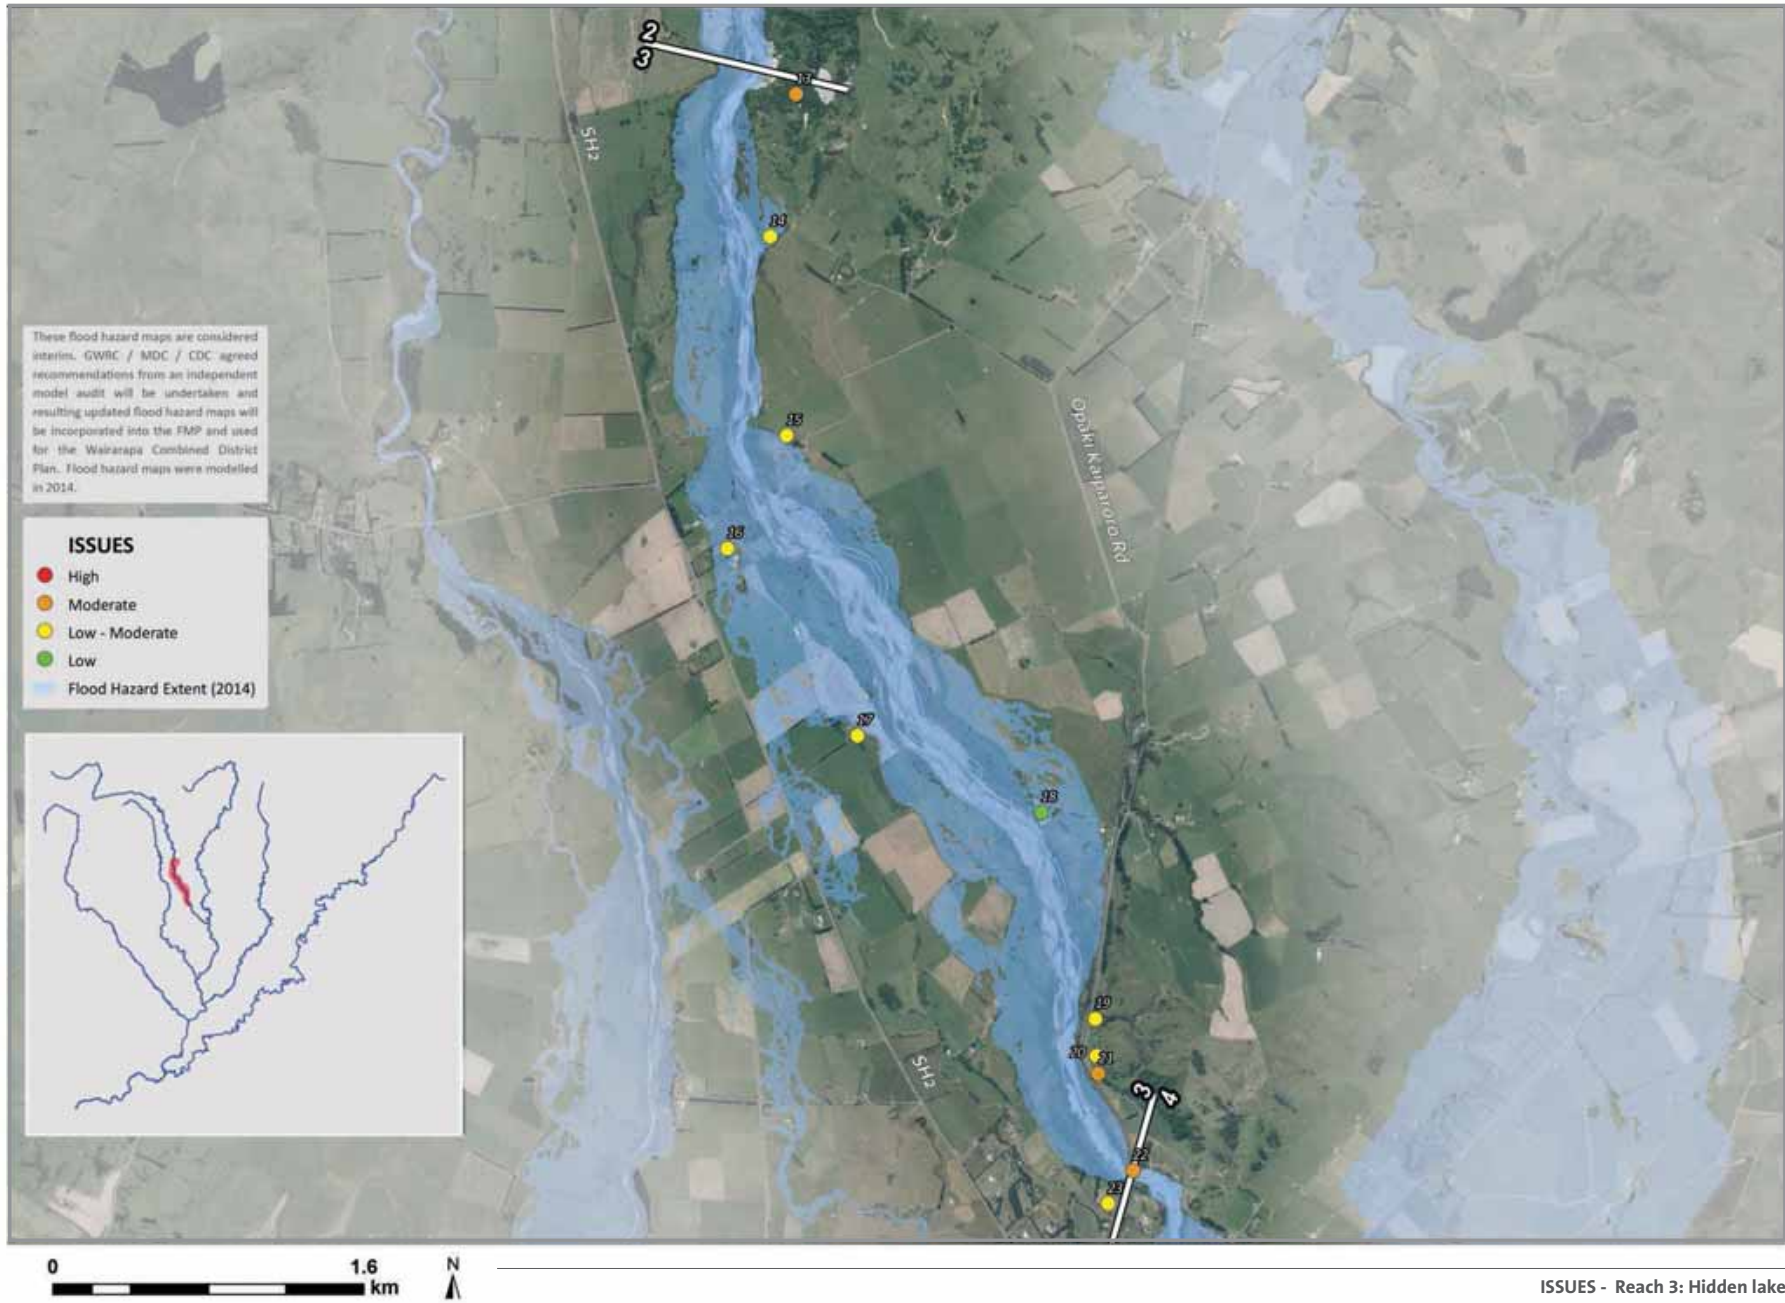 2
3
13
SH2
14
These flood hazard maps are considered
interim. GWRC / MDC / CDC agreed
recommendations from an independent
model audit will be undertaken and
resulting updated flood hazard maps will
be incorporated into the FMP and used
for the Wairarapa Combined District
Plan. Flood hazard maps were modelled
in 2014.
15
Opaki Kaiparoro Rd
16
ISSUES
High
Moderate
Low - Moderate
Low
Flood Hazard Extent (2014)
17
18
19
20
21
SH2
3
4
22
23
0
1.6
km
N
ISSUES - Reach 3: Hidden lake